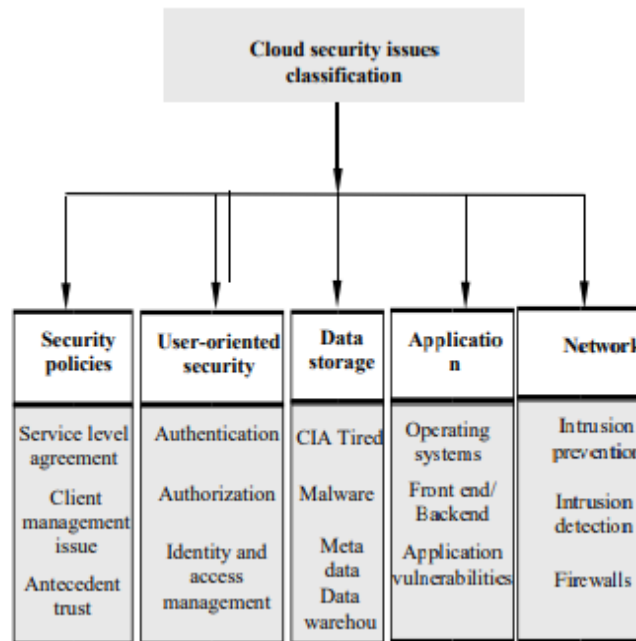 Cloud security issues
classification
Security
policies
Service level
agreement
Client
management
issue
Antecedent
trust
User-oriented
security
Authentication
Authorization
Identity and
access
management
Data
storage
CIA Tired
Malware
Meta
data
Data
warehou
Applicatio
n
Operating
systems
Front end/
Backend
Application
vulnerabilities
Network
Intrusion
prevention
Intrusion
detection
Firewalls